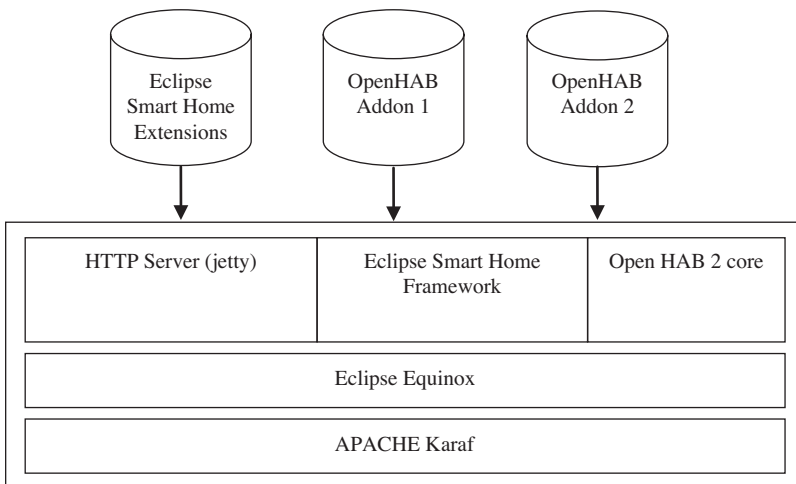 Eclipse
Smart Home
Extensions
OpenHAB
Addon 1
OpenHAB
Addon 2
HTTP Server (jetty)
Eclipse Smart Home
Framework
Open HAB 2 core
Eclipse Equinox
APACHE Karaf